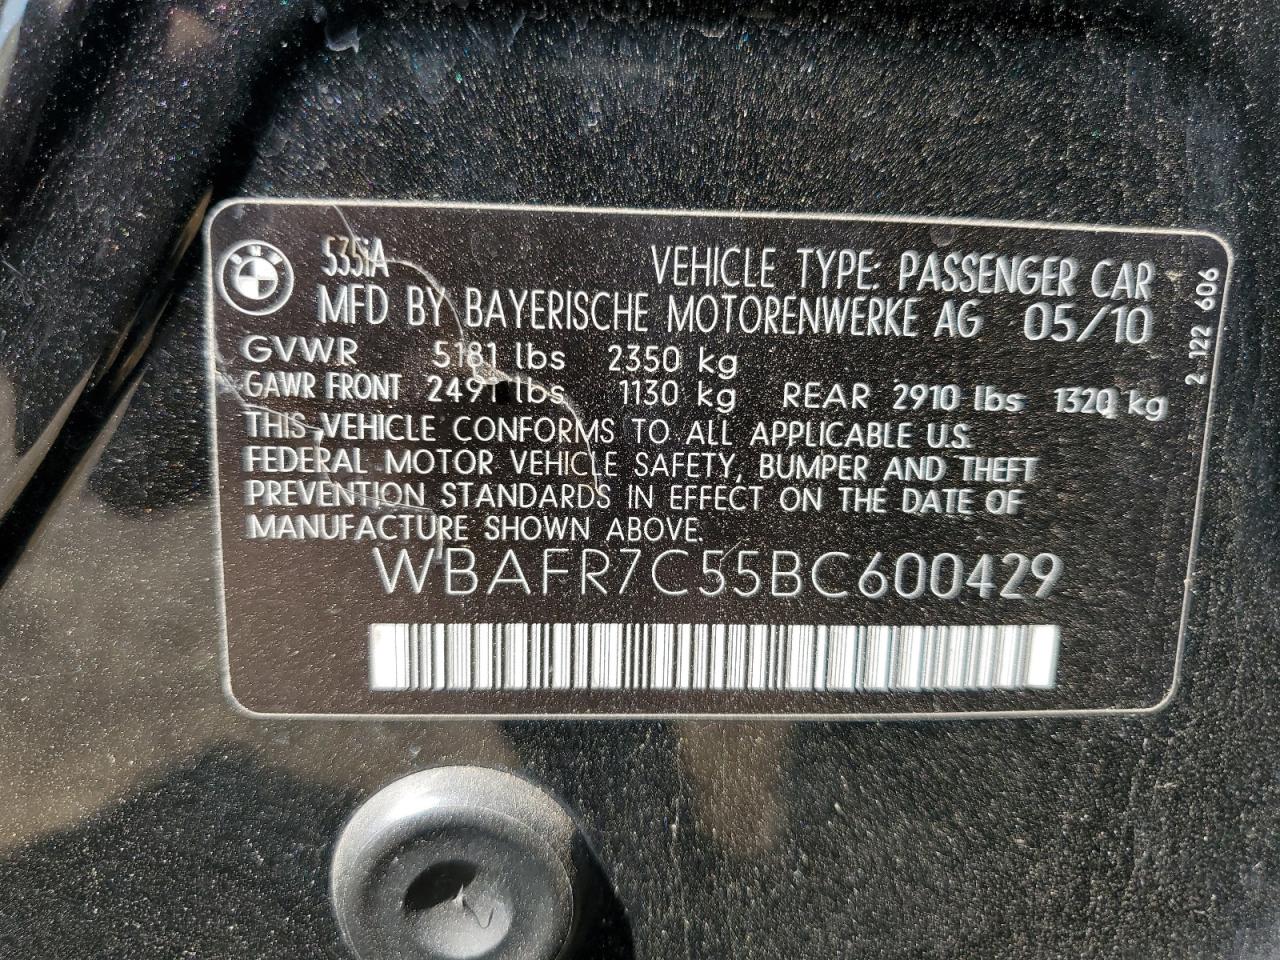 BMW
535iA
VEHICLE TYPE: PASSENGER CAR
MFD BY BAYERISCHE MOTORENWERKE AG 05/10
GVWR 5181 lbs 2350 kg
GAWR FRONT 2491 lbs 1130 kg REAR 2910 lbs 1320 kg
THIS VEHICLE CONFORMS TO ALL APPLICABLE U.S.
FEDERAL MOTOR VEHICLE SAFETY, BUMPER AND THEFT
PREVENTION STANDARDS IN EFFECT ON THE DATE OF
MANUFACTURE SHOWN ABOVE.
WBAFR7C55BC600429
2 122 606